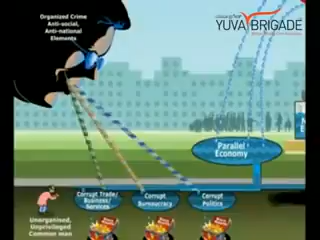 Organized Crime
Anti-social,
Anti-national
Elements
YUVA BRIGADE
Parallel
Economy
Corrupt Trade/
Business/
Services
Corrupt
Bureaucracy
Corrupt
Politics
Unorganised,
Unprivileged
Common man